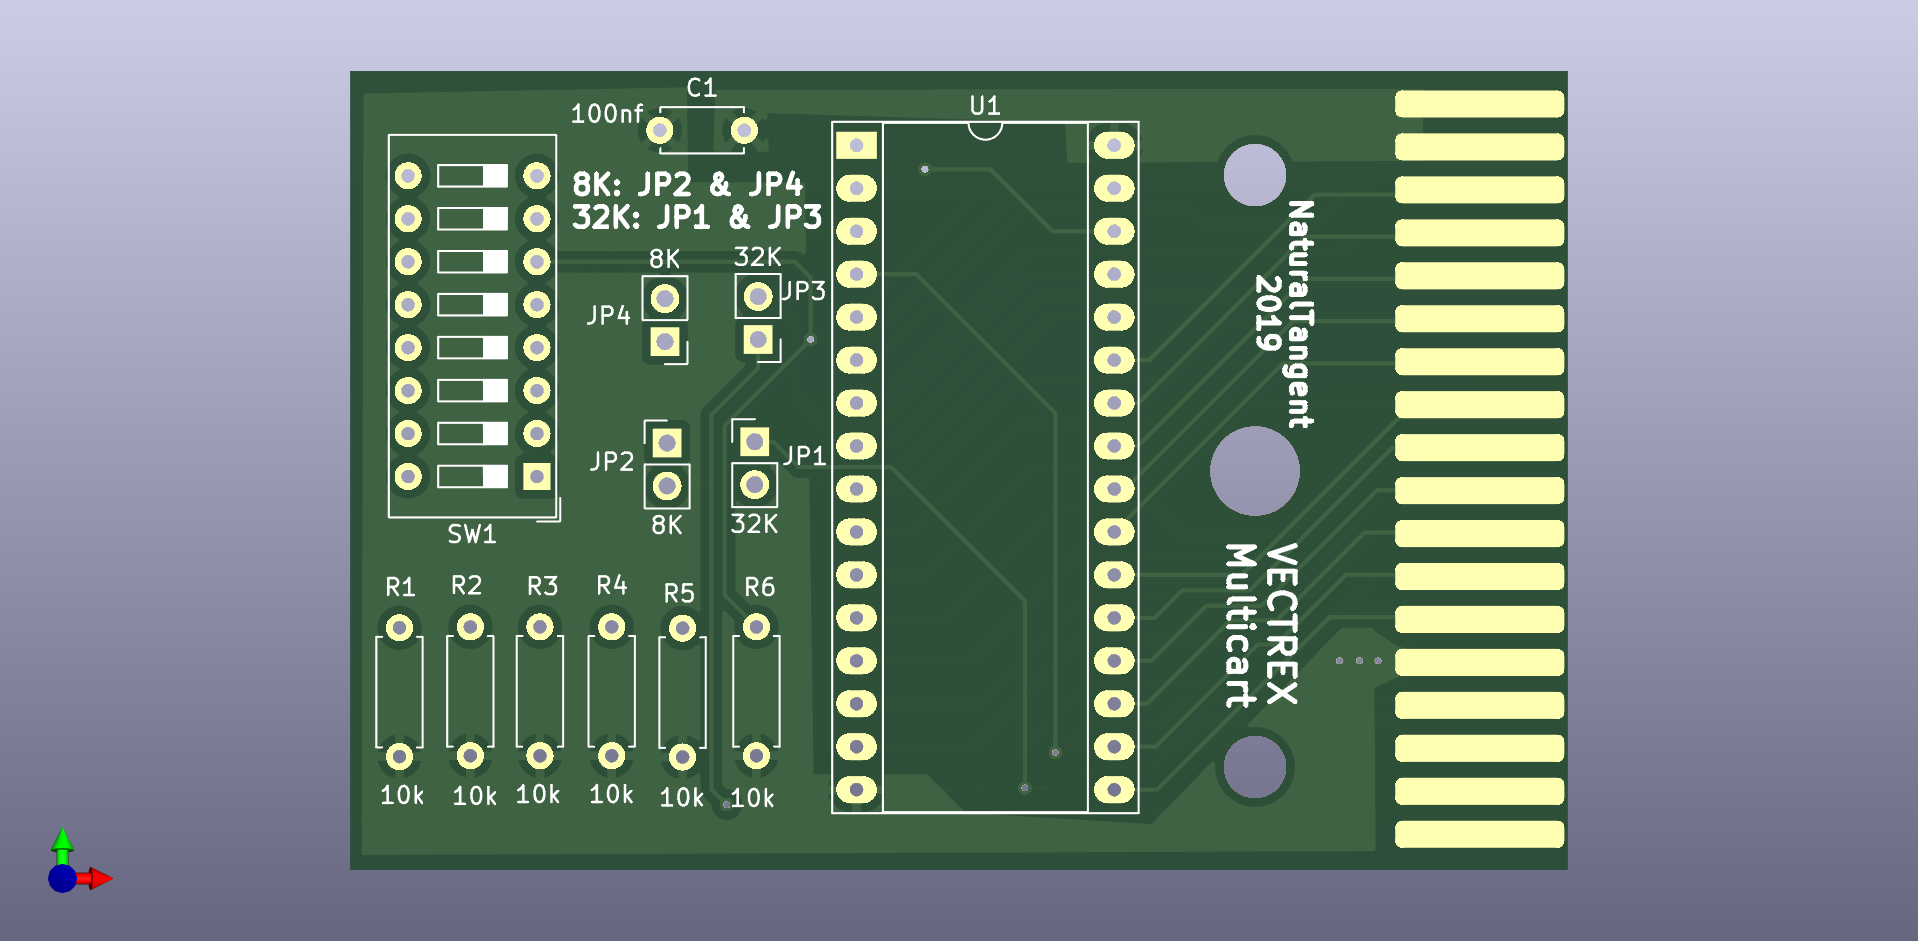 C1
100nf
U1
8K: JP2 & JP4
32K: JP1 & JP3
8K
32K
JP4
JP3
JP2
JP1
8K
32K
SW1
R1
R2
R3
R4
R5
R6
10k
10k
10k
10k
10k
10k
NaturalTangent
2019
VECTREX
Multicart